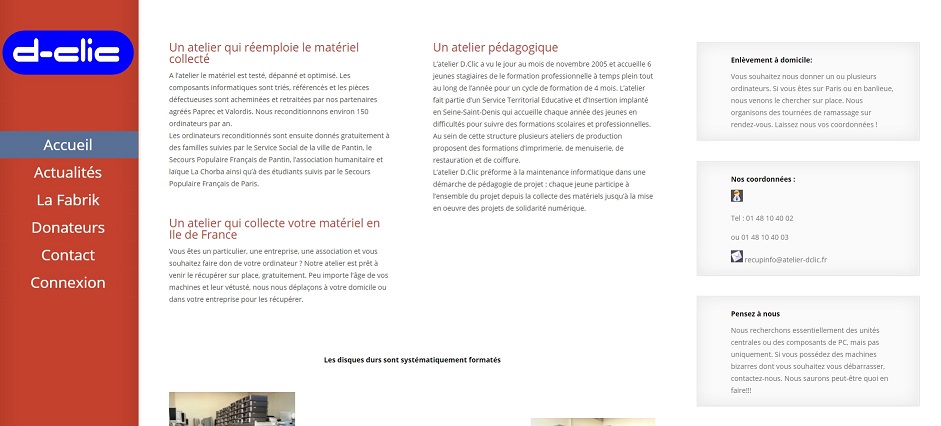 d-clic
Accueil
Actualités
La Fabrik
Donateurs
Contact
Connexion
Un atelier qui réemploie le matériel
collecté
A l'atelier le matériel est testé, dépanné et optimisé. Les
composants informatiques sont triés, référencés et les pièces
défectueuses sont acheminées et retraitées par nos partenaires
agréés Paprec et Valordis. Nous reconditionnons environ 150
ordinateurs par an.
Les ordinateurs reconditionnés sont ensuite donnés gratuitement à
des familles suivies par le Service Social de la ville de Pantin, le
Secours Populaire Français de Pantin, l'association humanitaire et
laïque La Chorba ainsi qu'à des étudiants suivis par le Secours
Populaire Français de Paris.
Un atelier qui collecte votre matériel en
Ile de France
Vous êtes un particulier, une entreprise, une association et vous
souhaitez faire don de votre ordinateur ? Notre atelier est prêt à
venir le récupérer sur place, gratuitement. Peu importe l'âge de vos
machines et leur vétusté, nous nous déplaçons à votre domicile ou
dans votre entreprise pour les récupérer.
Un atelier pédagogique
L'atelier D.Clic a vu le jour au mois de novembre 2005 et accueille 6
jeunes stagiaires de le formation professionnelle à temps plein tout
au long de l'année pour un cycle de formation de 4 mois. L'atelier
fait partie d'un Service Territorial Educative et d'Insertion implanté
en Seine-Saint-Denis qui accueille chaque année des jeunes en
difficultés pour suivre des formations scolaires et professionnelles.
Au sein de cette structure plusieurs ateliers de production
proposent des formations d'imprimerie, de menuiserie, de
restauration et de coiffure.
L'atelier D.Clic préforme à la maintenance informatique dans une
démarche de pédagogie de projet : chaque jeune participe à
l'ensemble du projet depuis la collecte des matériels jusqu'à la mise
en oeuvre des projets de solidarité numérique.
Les disques durs sont systématiquement formatés
Enlèvement à domicile:
Vous souhaitez nous donner un ou plusieurs
ordinateurs. Si vous êtes sur Paris ou en banlieue,
nous venons le chercher sur place. Nous
organisons des tournées de ramassage sur
rendez-vous. Laissez nous vos coordonnées !
Nos coordonnées :
Tel : 01 48 10 40 02
ou 01 48 10 40 03
recupinfo@atelier-dclic.fr
Pensez à nous
Nous recherchons essentiellement des unités
centrales ou des composants de PC, mais pas
uniquement. Si vous possédez des machines
bizarres dont vous souhaitez vous débarrasser,
contactez-nous. Nous saurons peut-être quoi en
faire!!!